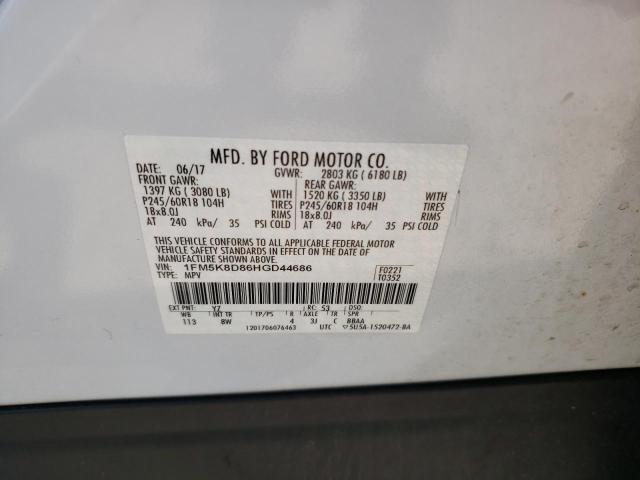 MFD. BY FORD MOTOR CO.
DATE: 06/17 GVWR: 2803 KG ( 6180 LB)
FRONT GAWR: REAR GAWR:
1397 KG ( 3080 LB) WITH 1520 KG ( 3350 LB) WITH
P245/60R18 104H TIRES P245/60R18 104H TIRES
18x8.0J RIMS 18x8.0J RIMS
AT 240 kPa/ 35 PSI COLD AT 240 kPa/ 35 PSI COLD
THIS VEHICLE CONFORMS TO ALL APPLICABLE FEDERAL MOTOR
VEHICLE SAFETY STANDARDS IN EFFECT ON THE DATE OF
MANUFACTURE SHOWN ABOVE.
VIN: 1FM5K8D86HGD44686 F0221
TYPE: MPV T0352
EXT PNT: Y7 RC: 53 DSO:
WB INT TR TP/PS R AXLE TR SPR
113 8W 4 3J C BBAA
1201706076463 UTC 5U5A-1520472-BA